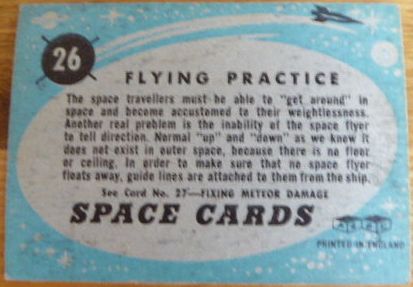 26
FLYING PRACTICE
The space travellers must be able to "get around" in
space and become accustomed to their weightlessness.
Another real problem is the inability of the space flyer
to tell direction. Normal "up" and "down" as we know it
does not exist in outer space, because there is no floor
or ceiling. In order to make sure that no space flyer
floats away, guide lines are attached to them from the ship.
See Card No. 27—FIXING METEOR DAMAGE
SPACE CARDS
A & B C
PRINTED IN ENGLAND